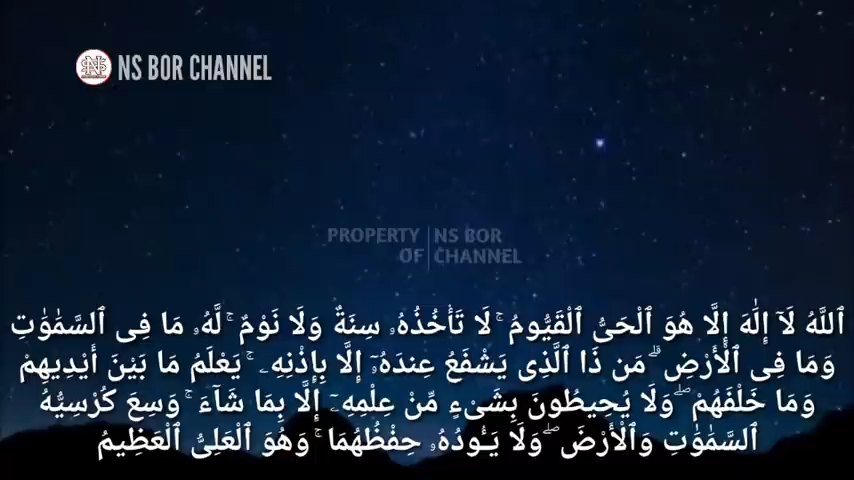 NS BOR CHANNEL
PROPERTY OF | NS BOR CHANNEL
ٱللَّهُ لَآ إِلَٰهَ إِلَّا هُوَ ٱلْحَىُّ ٱلْقَيُّومُ ۚ لَا تَأْخُذُهُۥ سِنَةٌ وَلَا نَوْمٌ ۚ لَّهُۥ مَا فِى ٱلسَّمَٰوَٰتِ
وَمَا فِى ٱلْأَرْضِ ۗ مَن ذَا ٱلَّذِى يَشْفَعُ عِندَهُۥٓ إِلَّا بِإِذْنِهِۦ ۚ يَعْلَمُ مَا بَيْنَ أَيْدِيهِمْ
وَمَا خَلْفَهُمْ ۖ وَلَا يُحِيطُونَ بِشَىْءٍ مِّنْ عِلْمِهِۦٓ إِلَّا بِمَا شَآءَ ۚ وَسِعَ كُرْسِيُّهُ
ٱلسَّمَٰوَٰتِ وَٱلْأَرْضَ ۖ وَلَا يَـُٔودُهُۥ حِفْظُهُمَا ۚ وَهُوَ ٱلْعَلِىُّ ٱلْعَظِيمُ